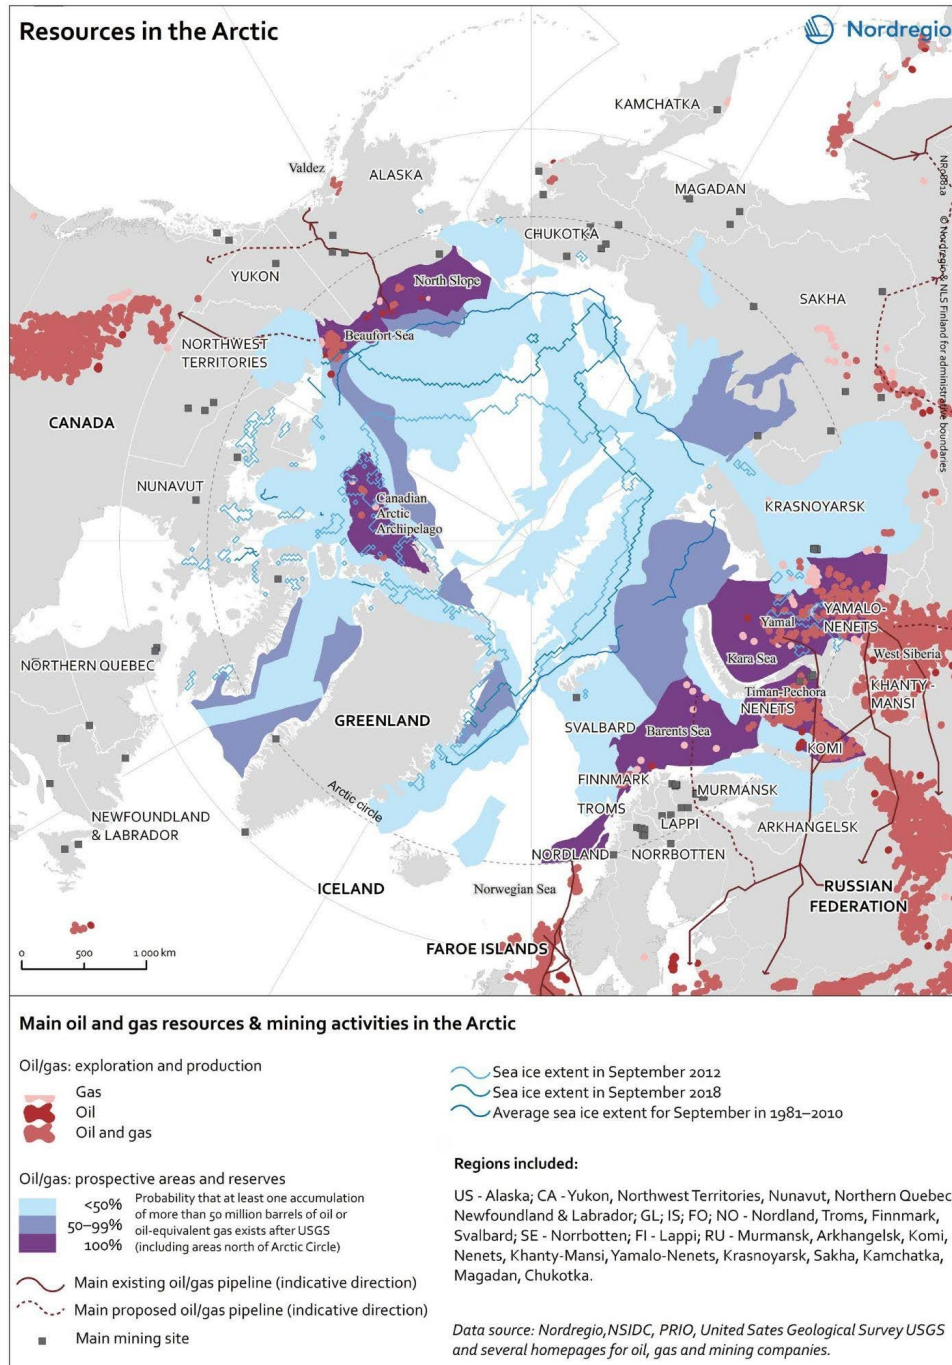 Resources in the Arctic
Nordregio
KAMCHATKA
Valdez
ALASKA
MAGADAN
CHUKOTKA
YUKON
North Slope
SAKHA
Beaufort Sea
NORTHWEST
TERRITORIES
CANADA
NUNAVUT
Canadian
Arctic
Archipelago
KRASNOYARSK
YAMALO-
NENETS
Yamal
West Siberia
Kara Sea
NORTHERN QUEBEC
Timan-Pechora
NENETS
KHANTY -
MANSI
GREENLAND
SVALBARD
Barents Sea
KOMI
FINNMARK
MURMANSK
Arctic circle
TROMS
NEWFOUNDLAND
& LABRADOR
LAPPI
ARKHANGELSK
NORDLAND
NORRBOTTEN
ICELAND
Norwegian Sea
RUSSIAN
FEDERATION
FAROE ISLANDS
0 500 1 000 km
© Nordregio & NLS Finland for administrative boundaries
Main oil and gas resources & mining activities in the Arctic
Oil/gas: exploration and production
Gas
Oil
Oil and gas
Oil/gas: prospective areas and reserves
<50%
50–99%
100%
Probability that at least one accumulation
of more than 50 million barrels of oil or
oil-equivalent gas exists after USGS
(including areas north of Arctic Circle)
Main existing oil/gas pipeline (indicative direction)
Main proposed oil/gas pipeline (indicative direction)
Main mining site
Sea ice extent in September 2012
Sea ice extent in September 2018
Average sea ice extent for September in 1981–2010
Regions included:
US - Alaska; CA - Yukon, Northwest Territories, Nunavut, Northern Quebec
Newfoundland & Labrador; GL; IS; FO; NO - Nordland, Troms, Finnmark,
Svalbard; SE - Norrbotten; FI - Lappi; RU - Murmansk, Arkhangelsk, Komi,
Nenets, Khanty-Mansi, Yamalo-Nenets, Krasnoyarsk, Sakha, Kamchatka,
Magadan, Chukotka.
Data source: Nordregio, NSIDC, PRIO, United Sates Geological Survey USGS
and several homepages for oil, gas and mining companies.